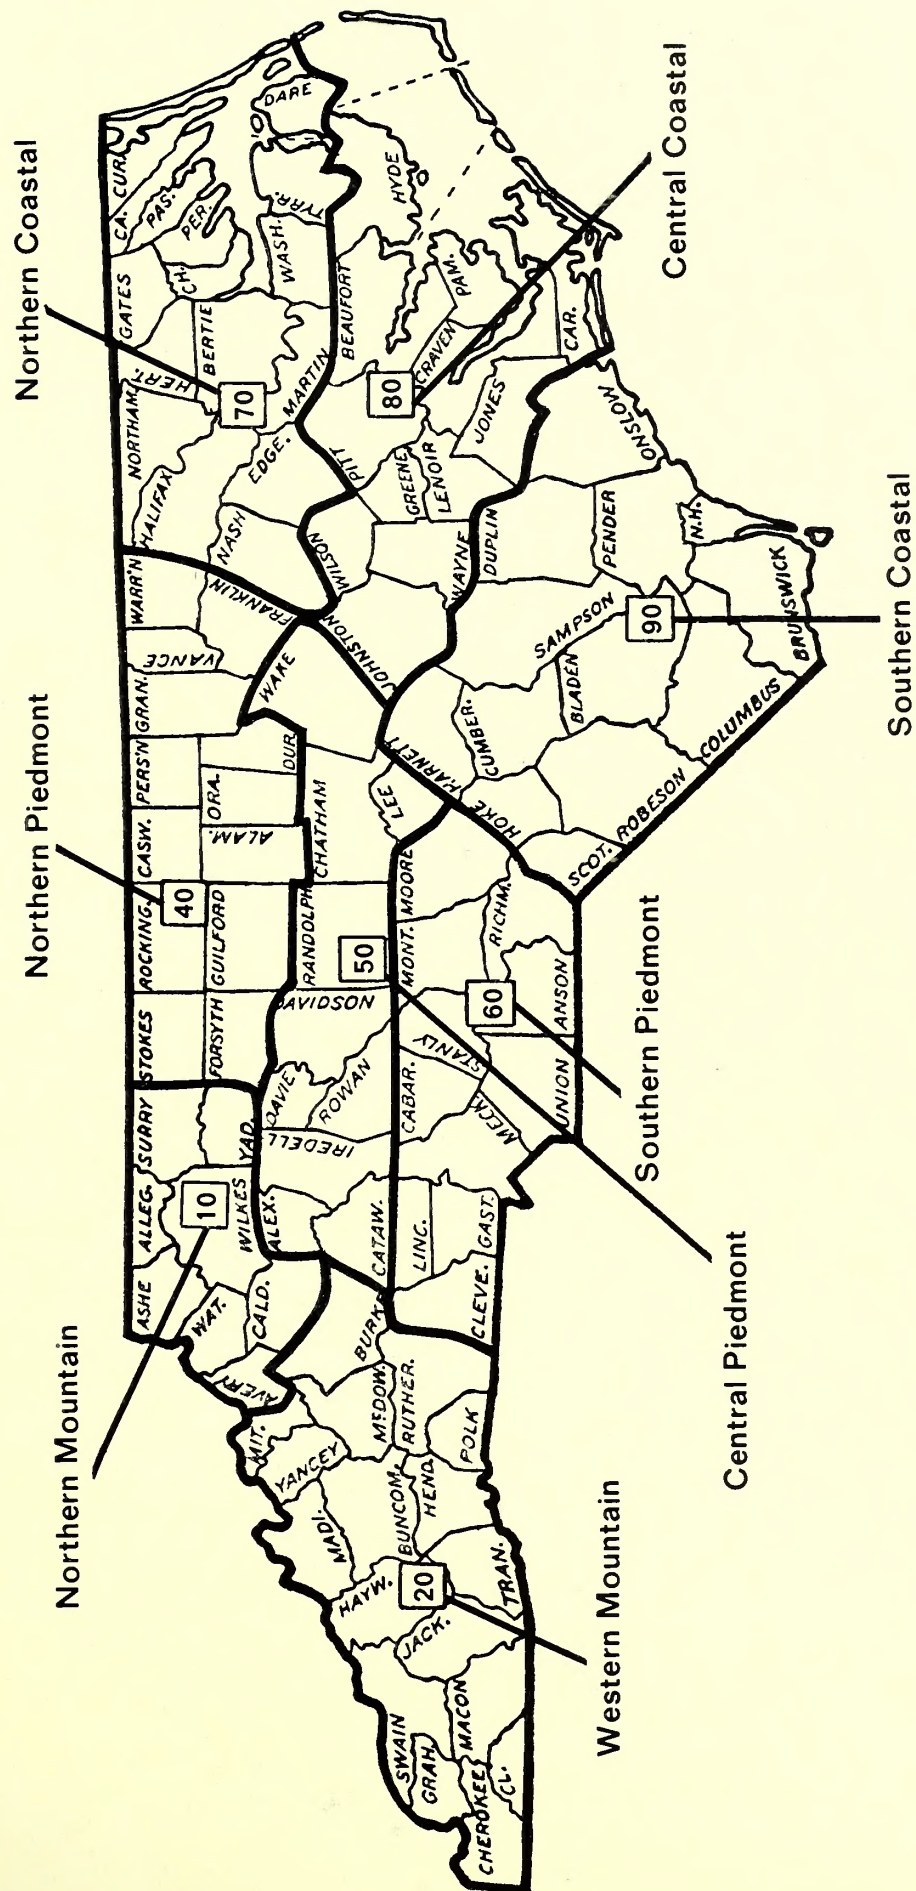 Northern Mountain
Northern Piedmont
Northern Coastal
Western Mountain
Central Piedmont
Southern Piedmont
Southern Coastal
Central Coastal
10
20
40
50
60
70
80
90
ASHE
ALLEG.
SURRY
STOKES
ROCKING.
CASW.
PERS'N
GRAN.
VANCE
WARR'N
NORTHAM.
HERT.
GATES
CA.
CUR.
PAS.
PER.
CH.
WAT.
WILKES
YAD.
FORSYTH
GUILFORD
ALAM.
ORA.
DUR.
FRANKLIN
HALIFAX
NASH
EDGE.
BERTIE
MARTIN
WASH.
TYRR.
DARE
AVERY
CALD.
ALEX.
IREDELL
DAVIE
ROWAN
DAVIDSON
RANDOLPH
CHATHAM
WAKE
JOHNSTON
WILSON
PITT
BEAUFORT
HYDE
MIT.
YANCEY
MADI.
BURKE
CATAW.
LEE
HARNETT
WAYNE
GREENE
LENOIR
CRAVEN
PAM.
JONES
CAR.
HAYW.
BUNCOM.
McDOW.
RUTHER.
HEND.
POLK
TRAN.
JACK.
SWAIN
GRAH.
MACON
CHEROKEE
CL.
CLEVE.
LINC.
GAST.
MECK.
CABAR.
STANLY
MONT.
MOORE
RICHM.
UNION
ANSON
HOKE
CUMBER.
SAMPSON
DUPLIN
ONSLOW
PENDER
N.H.
BLADEN
SCOT.
ROBESON
COLUMBUS
BRUNSWICK